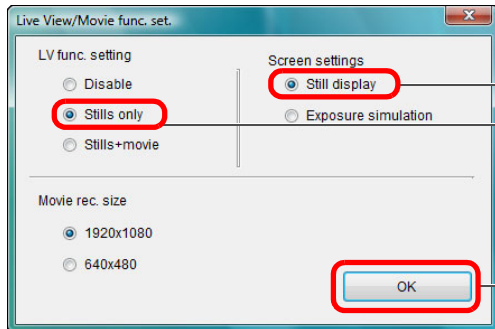 Live View/Movie func. set.
LV func. setting
Disable
Stills only
Stills+movie
Screen settings
Still display
Exposure simulation
Movie rec. size
1920x1080
640x480
OK